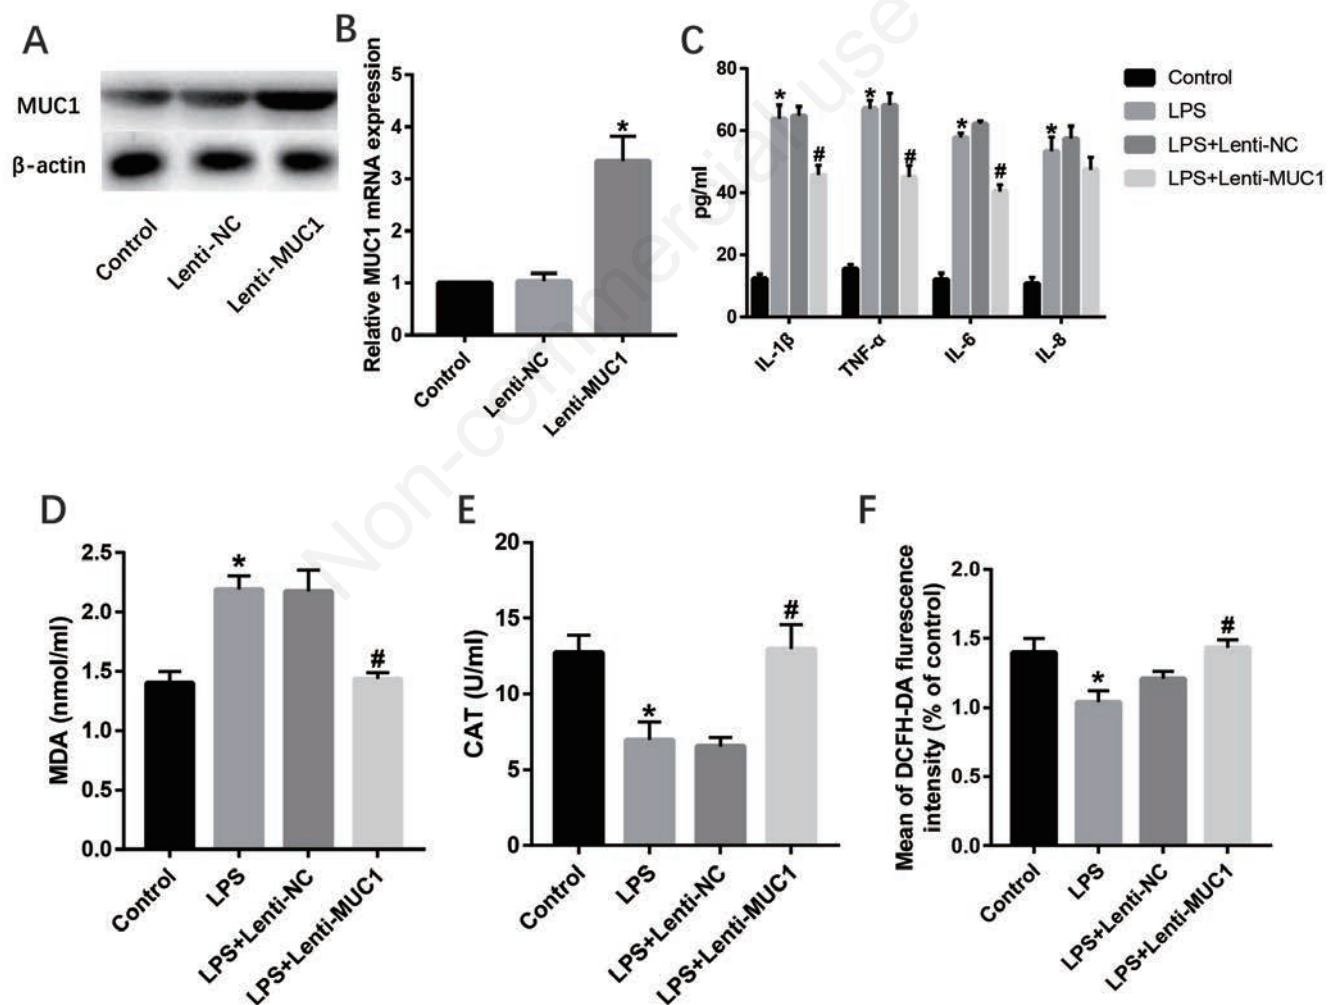 A
MUC1
β-actin
Control
Lenti-NC
Lenti-MUC1
B
Relative MUC1 mRNA expression
5
4
3
2
1
0
*
Control
Lenti-NC
Lenti-MUC1
C
pg/ml
80
60
40
20
0
* # * # * # *
IL-1β
TNF-α
IL-6
IL-8
Control
LPS
LPS+Lenti-NC
LPS+Lenti-MUC1
D
MDA (nmol/ml)
2.5
2.0
1.5
1.0
0.5
0.0
*
#
Control
LPS
LPS+Lenti-NC
LPS+Lenti-MUC1
E
CAT (U/ml)
20
15
10
5
0
*
#
Control
LPS
LPS+Lenti-NC
LPS+Lenti-MUC1
F
Mean of DCFH-DA flurescence
intensity (% of control)
2.0
1.5
1.0
0.5
0.0
*
#
Control
LPS
LPS+Lenti-NC
LPS+Lenti-MUC1
Non-commercial use